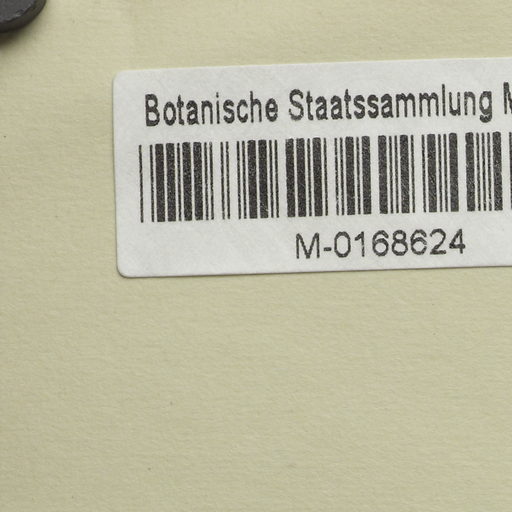 Botanische Staatssammlung
M-0168624